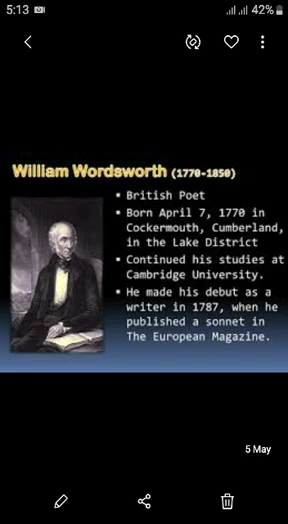 5:13
42%
William Wordsworth (1770-1850)
▪ British Poet
▪ Born April 7, 1770 in
Cockermouth, Cumberland,
in the Lake District
▪ Continued his studies at
Cambridge University.
▪ He made his debut as a
writer in 1787, when he
published a sonnet in
The European Magazine.
5 May